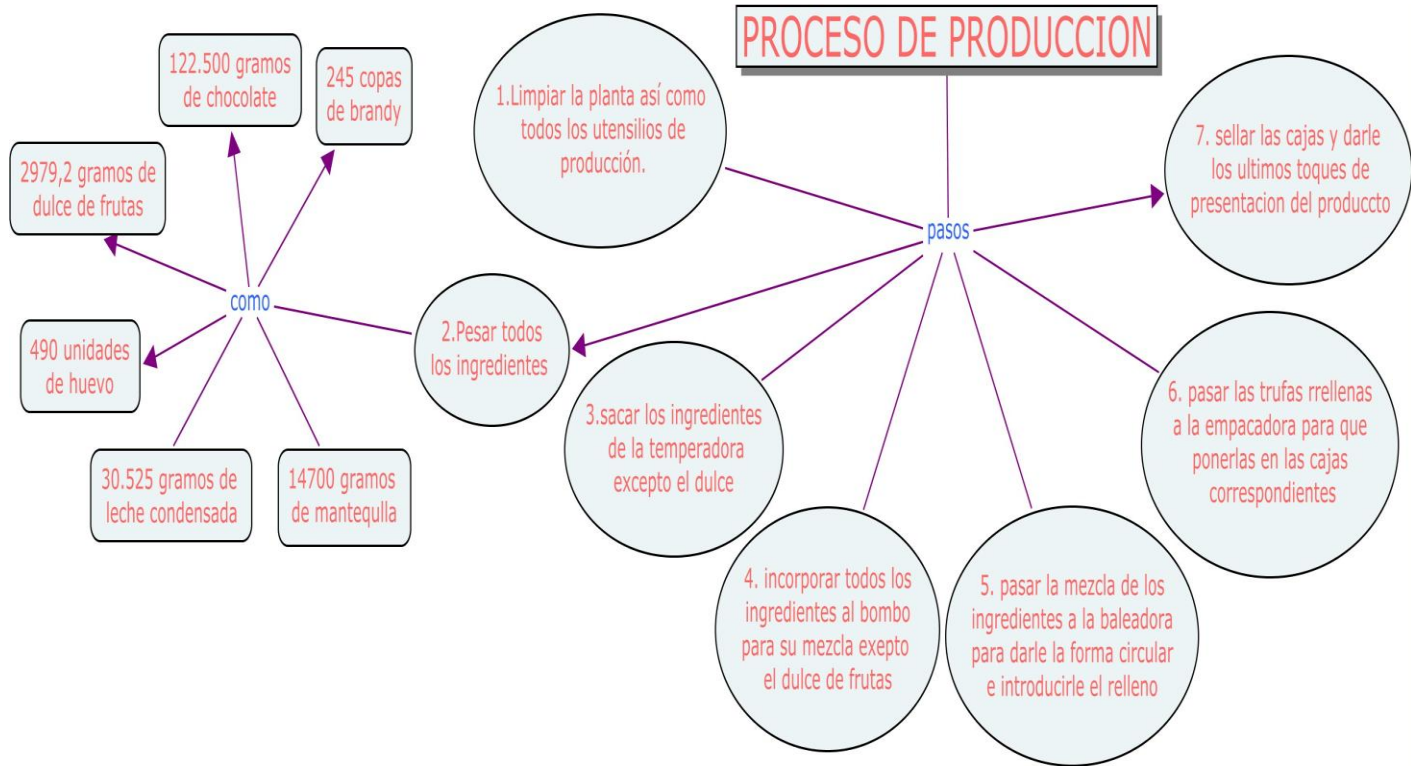 PROCESO DE PRODUCCION
pasos
1.Limpiar la planta así como
todos los utensilios de
producción.
2.Pesar todos
los ingredientes
como
122.500 gramos
de chocolate
245 copas
de brandy
2979,2 gramos de
dulce de frutas
490 unidades
de huevo
30.525 gramos de
leche condensada
14700 gramos
de mantequlla
3.sacar los ingredientes
de la temperadora
excepto el dulce
4. incorporar todos los
ingredientes al bombo
para su mezcla exepto
el dulce de frutas
5. pasar la mezcla de los
ingredientes a la baleadora
para darle la forma circular
e introducirle el relleno
6. pasar las trufas rrellenas
a la empacadora para que
ponerlas en las cajas
correspondientes
7. sellar las cajas y darle
los ultimos toques de
presentacion del produccto